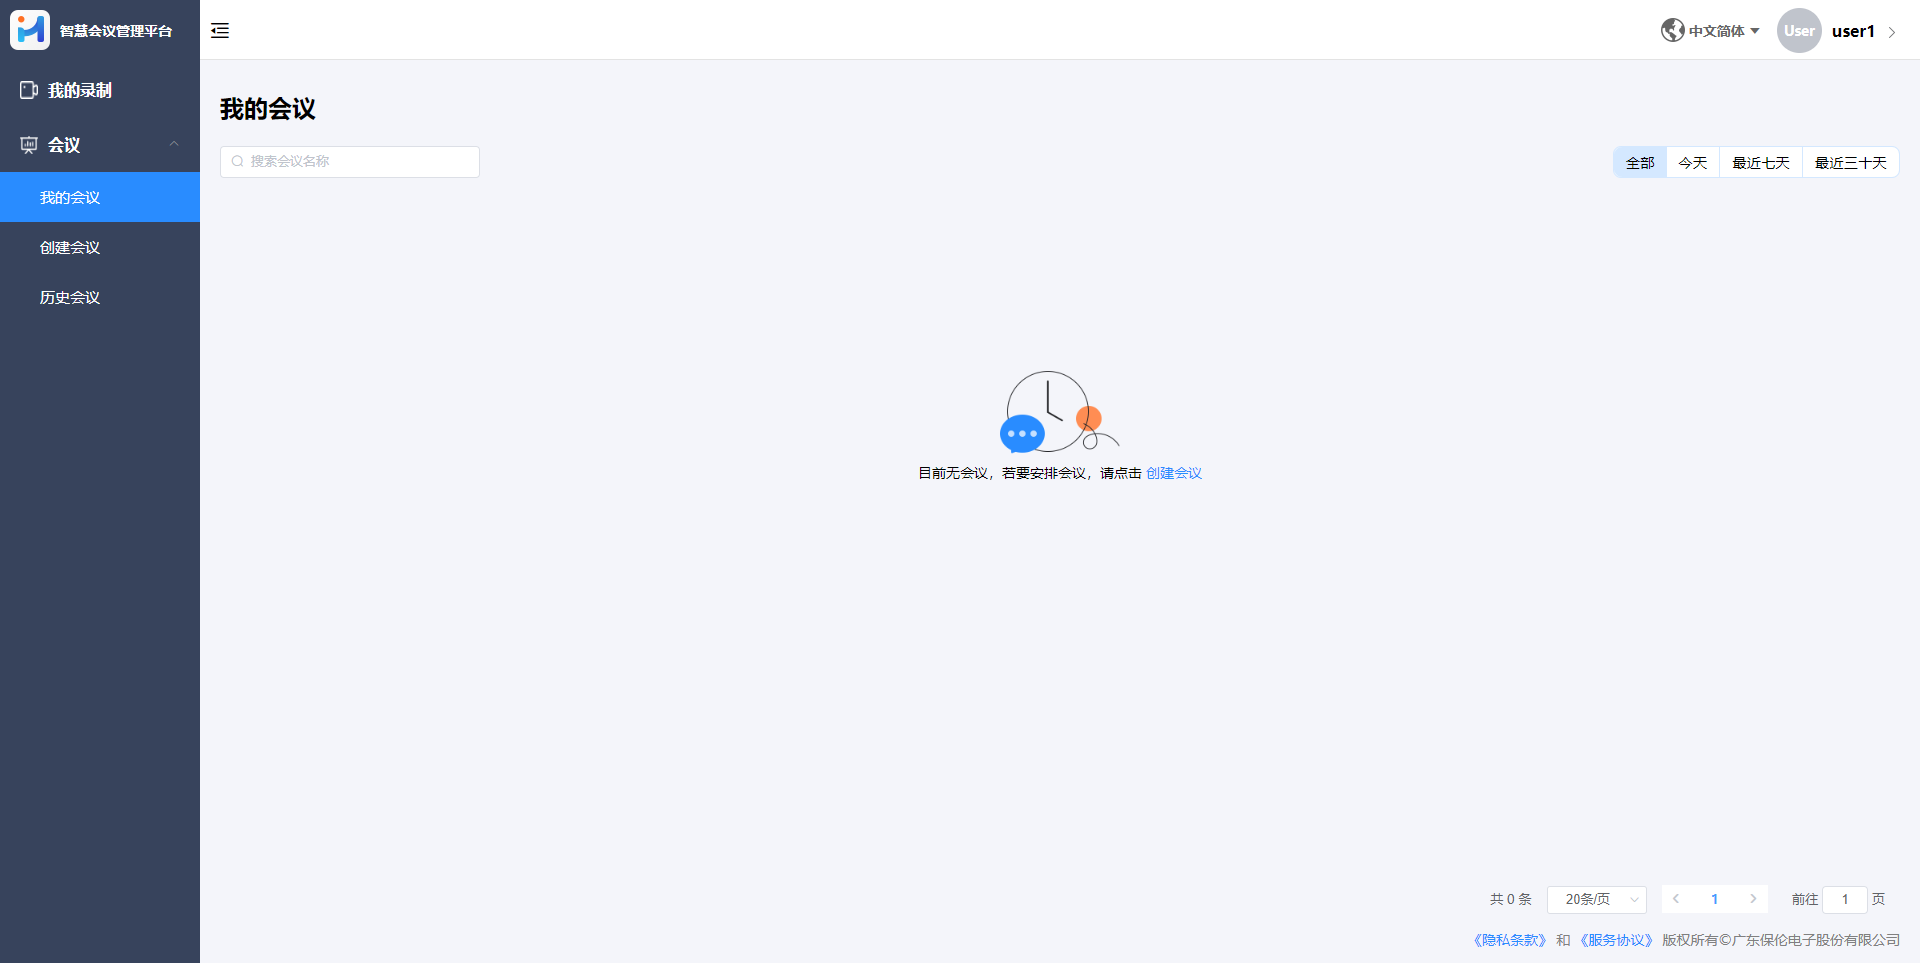 智慧会议管理平台
中文简体
User
user1
我的录制
会议
我的会议
创建会议
历史会议
我的会议
搜索会议名称
全部
今天
最近七天
最近三十天
目前无会议，若要安排会议，请点击 创建会议
共 0 条
20条/页
1
前往 1 页
《隐私条款》 和 《服务协议》 版权所有©广东保伦电子股份有限公司